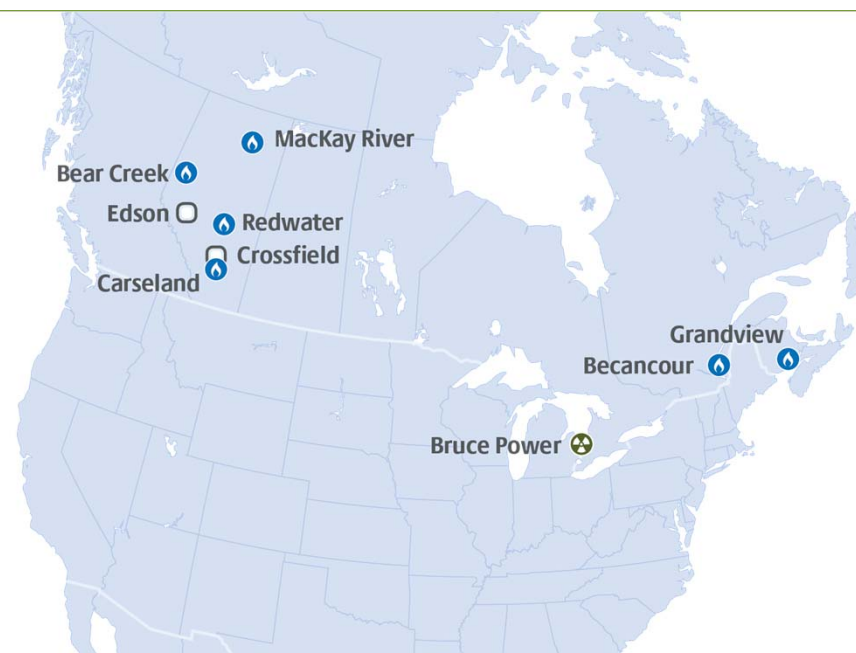 MacKay River
Bear Creek
Edson
Redwater
Crossfield
Carseland
Grandview
Becancour
Bruce Power